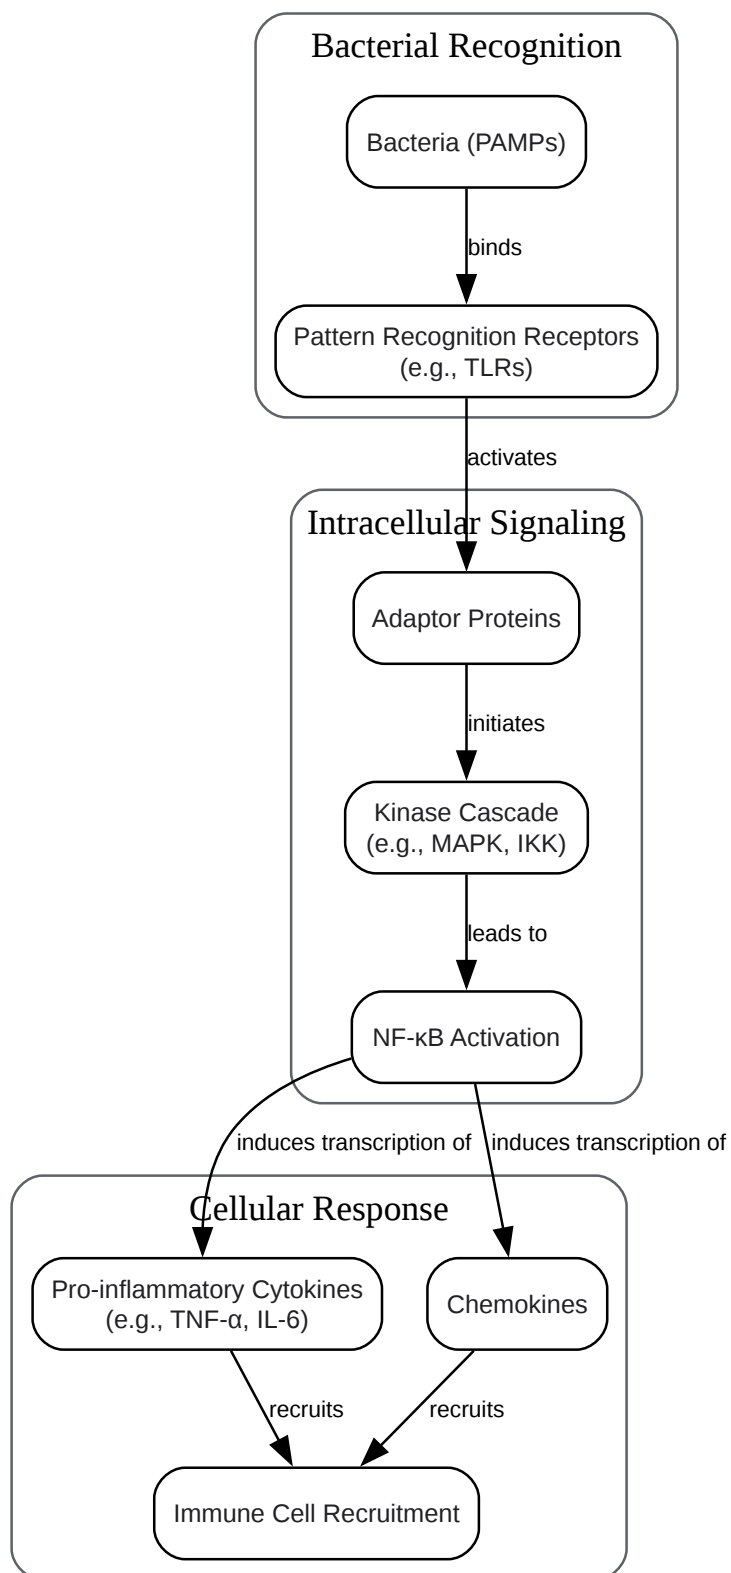 Bacterial Recognition
Bacteria (PAMPs)
binds
Pattern Recognition Receptors
(e.g., TLRs)
activates
Intracellular Signaling
Adaptor Proteins
initiates
Kinase Cascade
(e.g., MAPK, IKK)
leads to
NF-κB Activation
induces transcription of
induces transcription of
Cellular Response
Pro-inflammatory Cytokines
(e.g., TNF-α, IL-6)
Chemokines
recruits
recruits
Immune Cell Recruitment